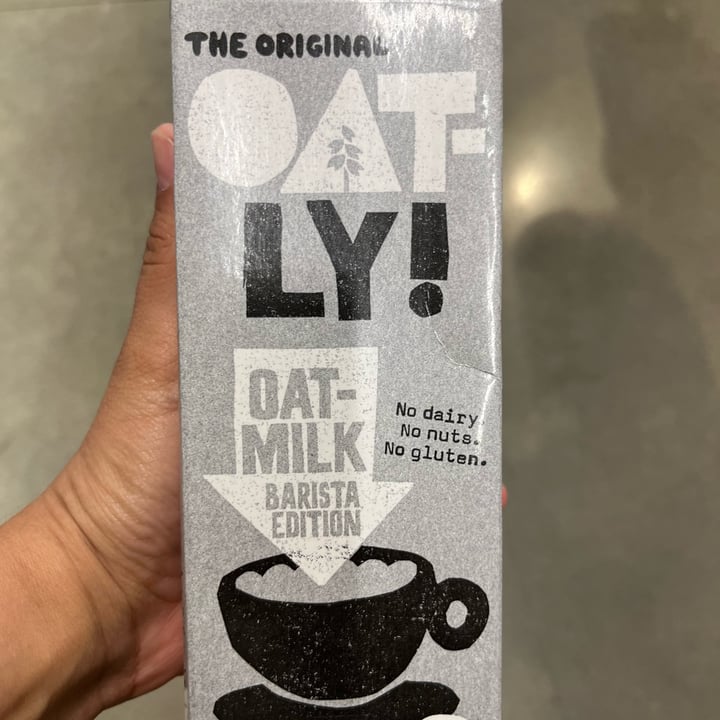 THE ORIGINAL
OAT-
LY!
OAT-
MILK
BARISTA
EDITION
No dairy.
No nuts.
No gluten.